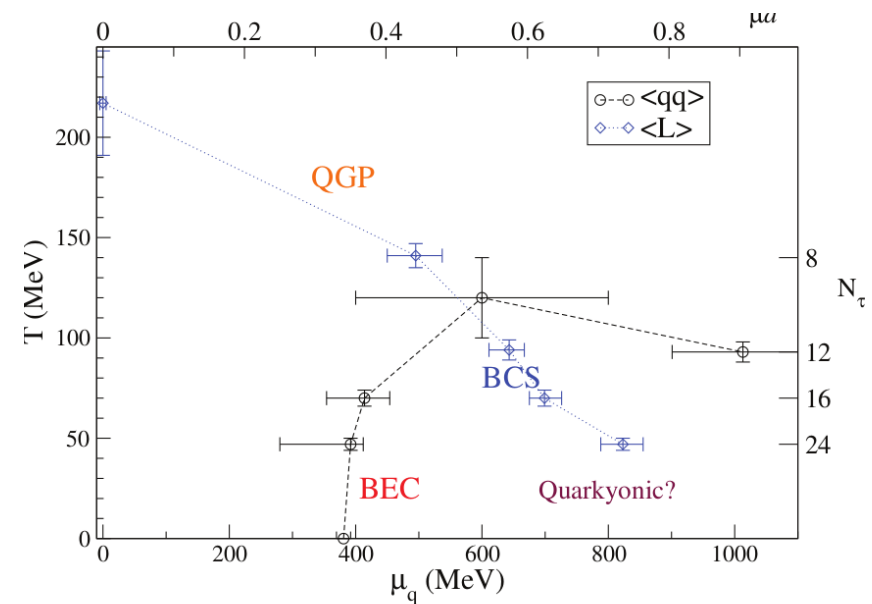 μa
0 0.2 0.4 0.6 0.8
<qq>
<L>
200
150
100
50
0
T (MeV)
QGP
BCS
BEC
Quarkyonic?
8
12
16
24
N_τ
0 200 400 600 800 1000
μ_q (MeV)